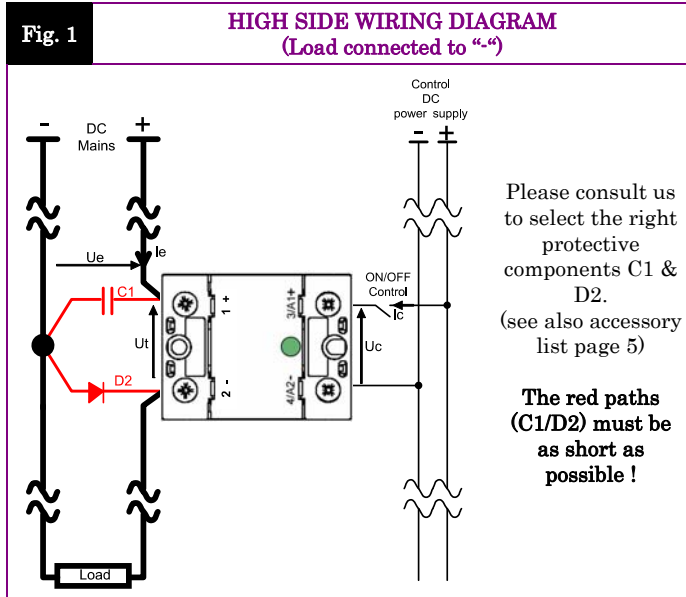 Fig. 1
HIGH SIDE WIRING DIAGRAM
(Load connected to “-“)
Control
DC
power supply
- +
- DC +
Mains
Ue
Ie
C1
1 +
3/A1+
ON/OFF
Control
Ic
Ut
Uc
D2
2 -
4/A2-
Load
Please consult us
to select the right
protective
components C1 &
D2.
(see also accessory
list page 5)
The red paths
(C1/D2) must be
as short as
possible !